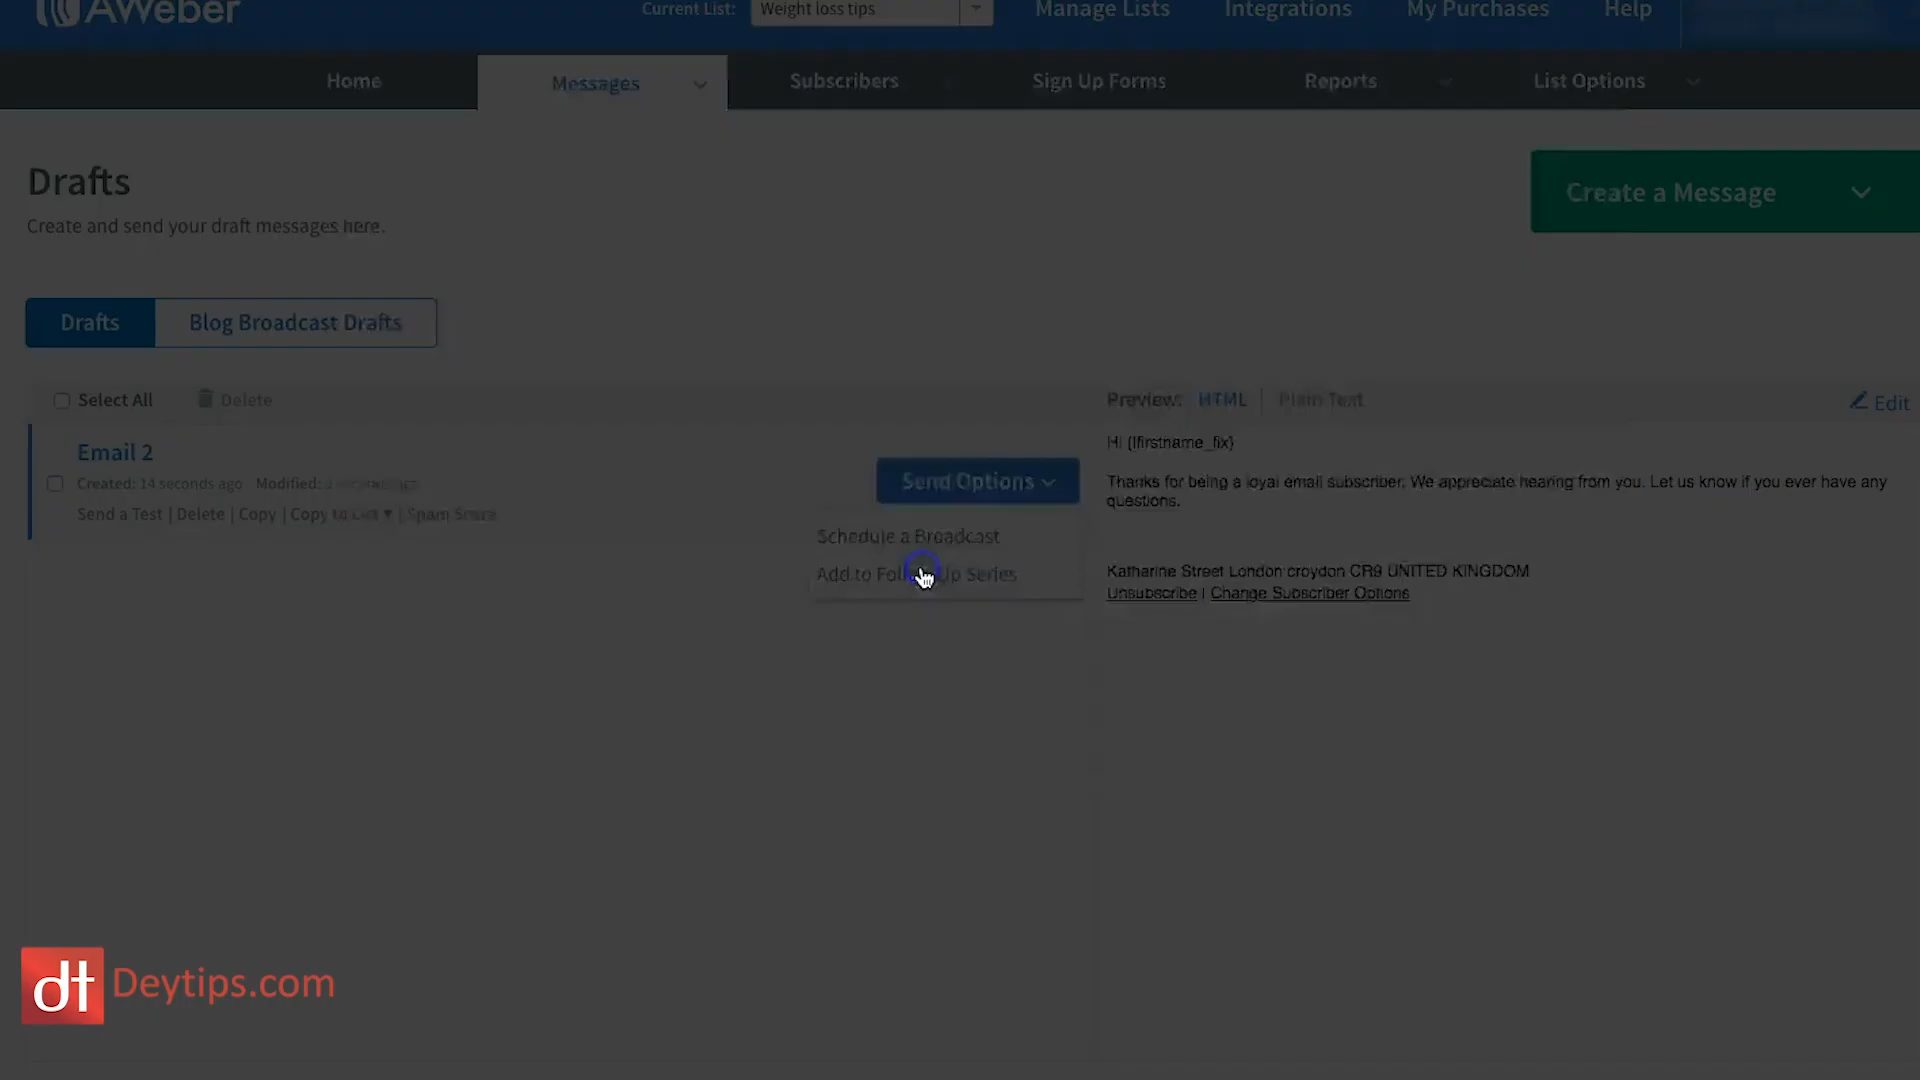 AWeber
Current List: Weight loss tips Manage Lists Integrations My Purchases Help
Home Messages Subscribers Sign Up Forms Reports List Options
Drafts
Create and send your draft messages here.
Create a Message
Drafts Blog Broadcast Drafts
Select All Delete
Preview: HTML | Plain Text Edit
Email 2
Created: 14 seconds ago Modified:
Send a Test | Delete | Copy | Copy to List ▼ | Spam Score
Send Options
Schedule a Broadcast
Add to Follow Up Series
Hi {!firstname_fix}
Thanks for being a loyal email subscriber. We appreciate hearing from you. Let us know if you ever have any
questions.
Katharine Street London croydon CR9 UNITED KINGDOM
Unsubscribe | Change Subscriber Options
dt Deytips.com